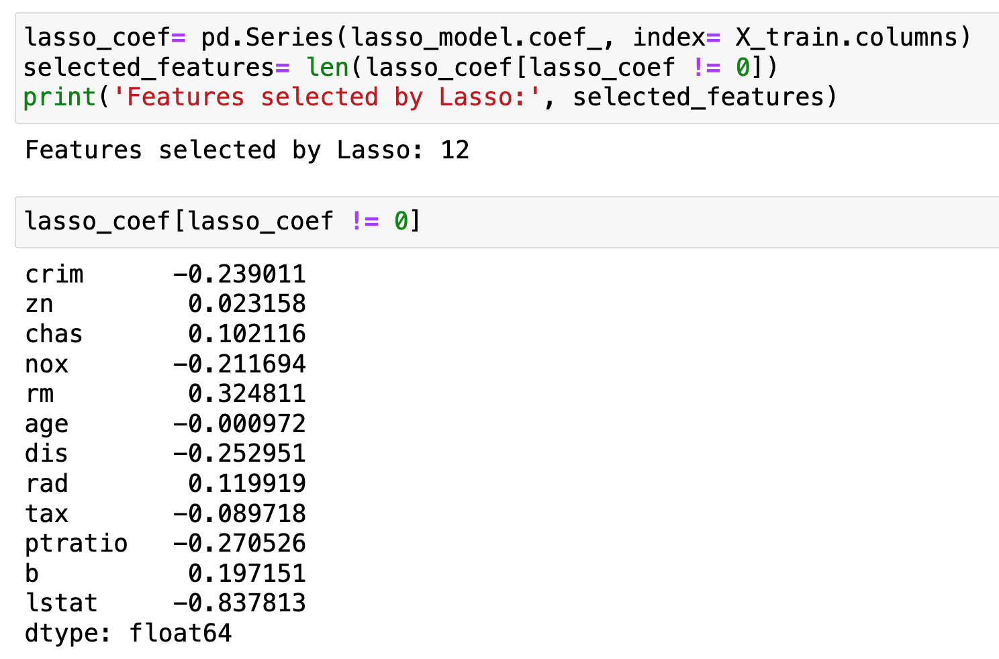 lasso_coef= pd.Series(lasso_model.coef_, index= X_train.columns)
selected_features= len(lasso_coef[lasso_coef != 0])
print('Features selected by Lasso:', selected_features)
Features selected by Lasso: 12
lasso_coef[lasso_coef != 0]
crim      -0.239011
zn         0.023158
chas       0.102116
nox       -0.211694
rm         0.324811
age       -0.000972
dis       -0.252951
rad        0.119919
tax       -0.089718
ptratio   -0.270526
b          0.197151
lstat     -0.837813
dtype: float64